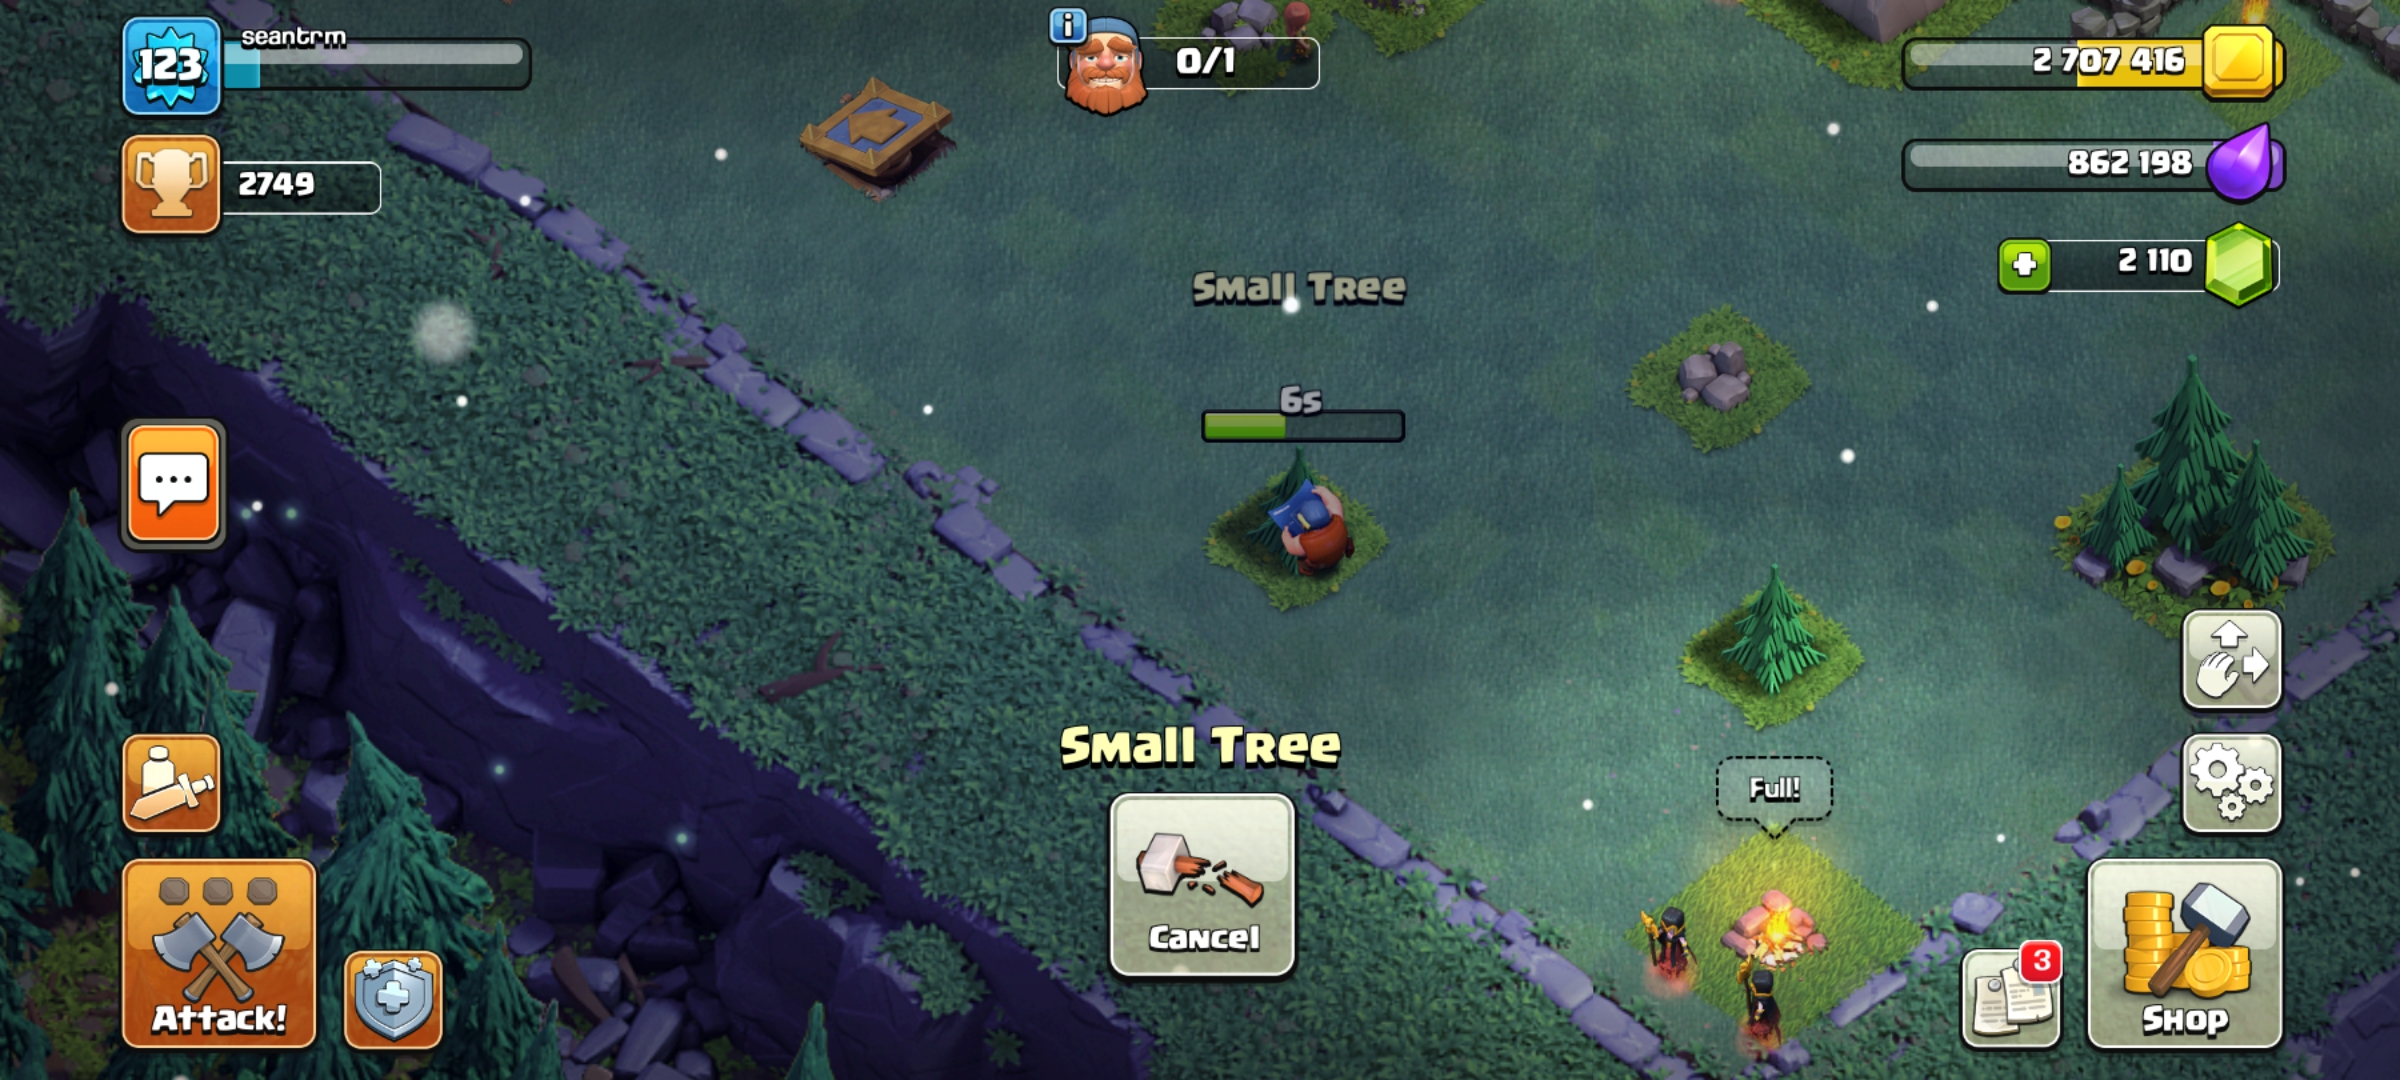 123
seantrm
i
0/1
2 707 416
2749
862 198
2 110
Small Tree
6s
Small Tree
Full!
Cancel
Attack!
3
Shop